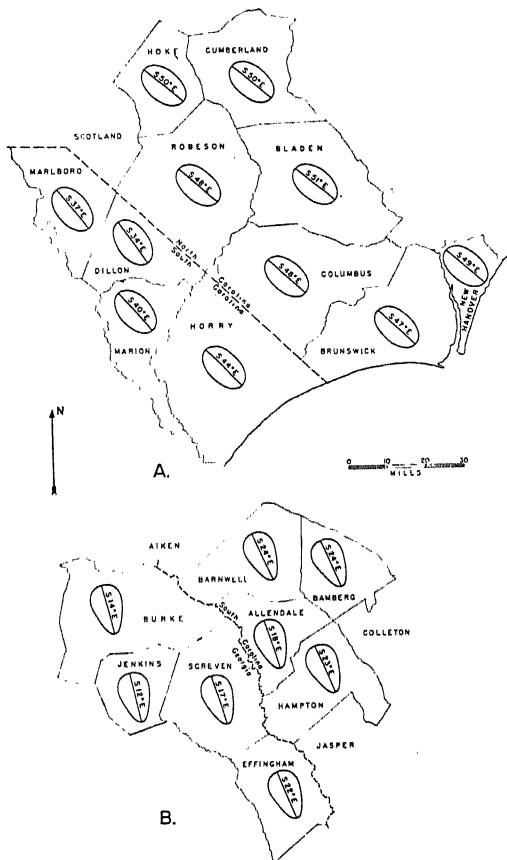 HOKE
CUMBERLAND
S 50° E
S 50° E
SCOTLAND
ROBESON
BLADEN
MARLBORO
S 48° E
S 51° E
S 37° E
S 34° E
North
South
S 49° E
DILLON
Carolina
Carolina
S 48° E
COLUMBUS
NEW
HANOVER
S 40° E
HORRY
S 47° E
MARION
S 44° E
BRUNSWICK
N
A.
0 10 20 30
MILLS
AIKEN
S 24° E
S 24° E
BARNWELL
BAMBERG
S 14° E
BURKE
South Carolina
Georgia
ALLENDALE
S 18° E
COLLETON
JENKINS
SCREVEN
S 23° E
S 12° E
S 17° E
HAMPTON
JASPER
EFFINGHAM
S 22° E
B.